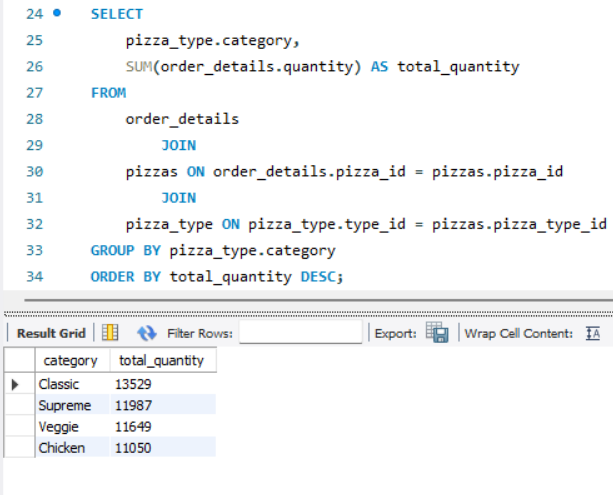 24 SELECT
25 pizza_type.category,
26 SUM(order_details.quantity) AS total_quantity
27 FROM
28 order_details
29 JOIN
30 pizzas ON order_details.pizza_id = pizzas.pizza_id
31 JOIN
32 pizza_type ON pizza_type.type_id = pizzas.pizza_type_id
33 GROUP BY pizza_type.category
34 ORDER BY total_quantity DESC;
Result Grid Filter Rows: Export: Wrap Cell Content: IA
category total_quantity
Classic 13529
Supreme 11987
Veggie 11649
Chicken 11050